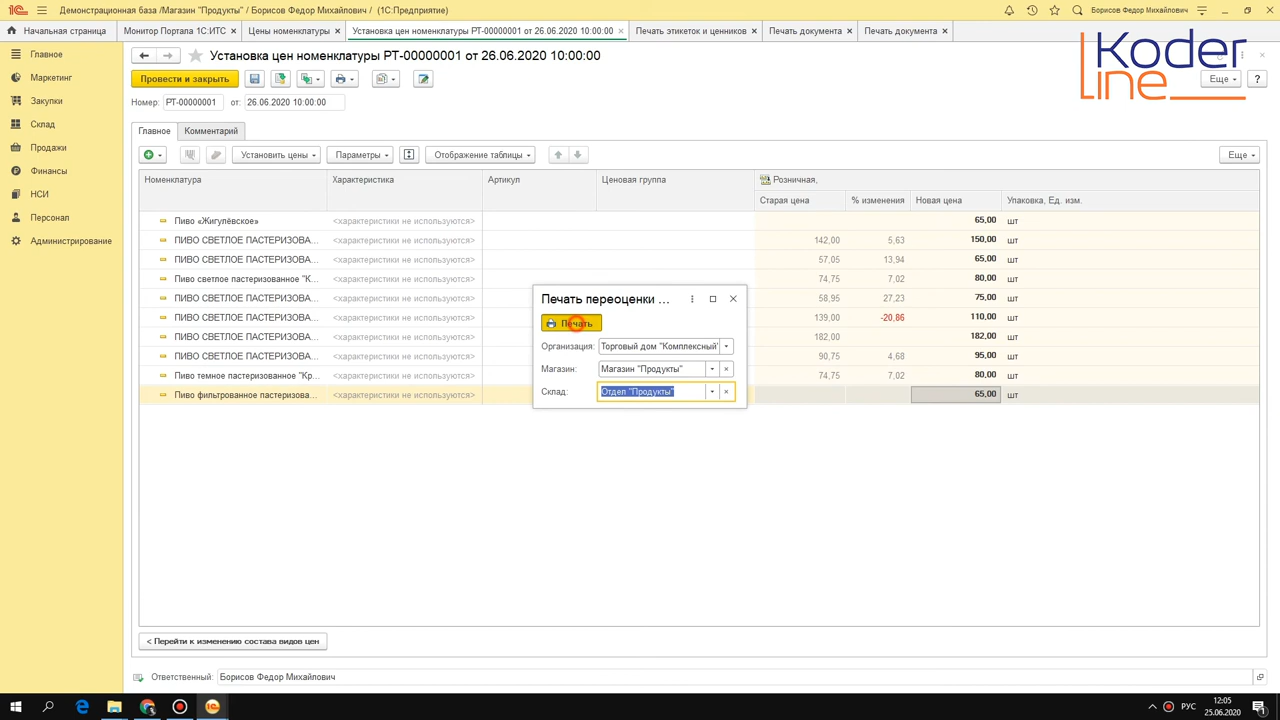 Демонстрационная база /Магазин "Продукты" / Борисов Федор Михайлович / (1С:Предприятие)
Борисов Федор Михайлович
Начальная страница
Монитор Портала 1С:ИТС
Цены номенклатуры
Установка цен номенклатуры РТ-00000001 от 26.06.2020 10:00:00
Печать этикеток и ценников
Печать документа
Печать документа
Главное
Маркетинг
Закупки
Склад
Продажи
Финансы
НСИ
Персонал
Администрирование
Установка цен номенклатуры РТ-00000001 от 26.06.2020 10:00:00
Koder line
Провести и закрыть
Еще
?
Номер: РТ-00000001 от: 26.06.2020 10:00:00
Главное Комментарий
Установить цены Параметры Отображение таблицы Еще
Номенклатура Характеристика Артикул Ценовая группа Розничная,
Старая цена % изменения Новая цена Упаковка, Ед. изм.
Пиво «Жигулёвское» <характеристики не используются> 65,00 шт
ПИВО СВЕТЛОЕ ПАСТЕРИЗОВА... <характеристики не используются> 142,00 5,63 150,00 шт
ПИВО СВЕТЛОЕ ПАСТЕРИЗОВА... <характеристики не используются> 57,05 13,94 65,00 шт
Пиво светлое пастеризованное "К... <характеристики не используются> 74,75 7,02 80,00 шт
ПИВО СВЕТЛОЕ ПАСТЕРИЗОВА... <характеристики не используются> 58,95 27,23 75,00 шт
ПИВО СВЕТЛОЕ ПАСТЕРИЗОВА... <характеристики не используются> 139,00 -20,86 110,00 шт
ПИВО СВЕТЛОЕ ПАСТЕРИЗОВА... <характеристики не используются> 182,00 182,00 шт
ПИВО СВЕТЛОЕ ПАСТЕРИЗОВА... <характеристики не используются> 90,75 4,68 95,00 шт
Пиво темное пастеризованное "Кр... <характеристики не используются> 74,75 7,02 80,00 шт
Пиво фильтрованное пастеризова... <характеристики не используются> 65,00 шт
Печать переоценки ...
Печать
Организация: Торговый дом "Комплексный"
Магазин: Магазин "Продукты"
Склад: Отдел "Продукты"
< Перейти к изменению состава видов цен
Ответственный: Борисов Федор Михайлович
РУС
12:05
25.06.2020
1